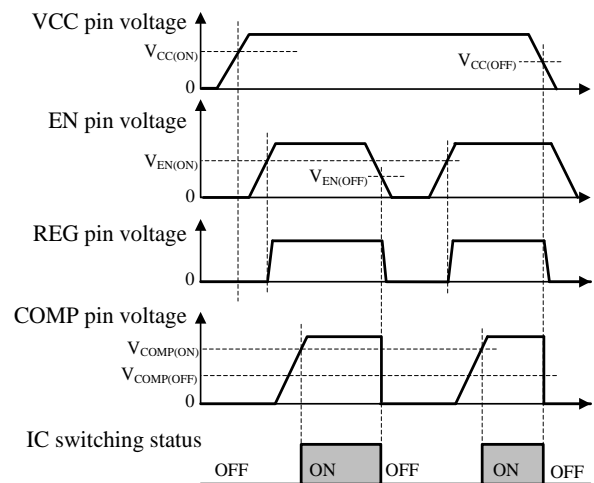 VCC pin voltage
VCC(ON)
VCC(OFF)
0
EN pin voltage
VEN(ON)
VEN(OFF)
0
REG pin voltage
0
COMP pin voltage
VCOMP(ON)
VCOMP(OFF)
0
IC switching status
OFF ON OFF ON OFF